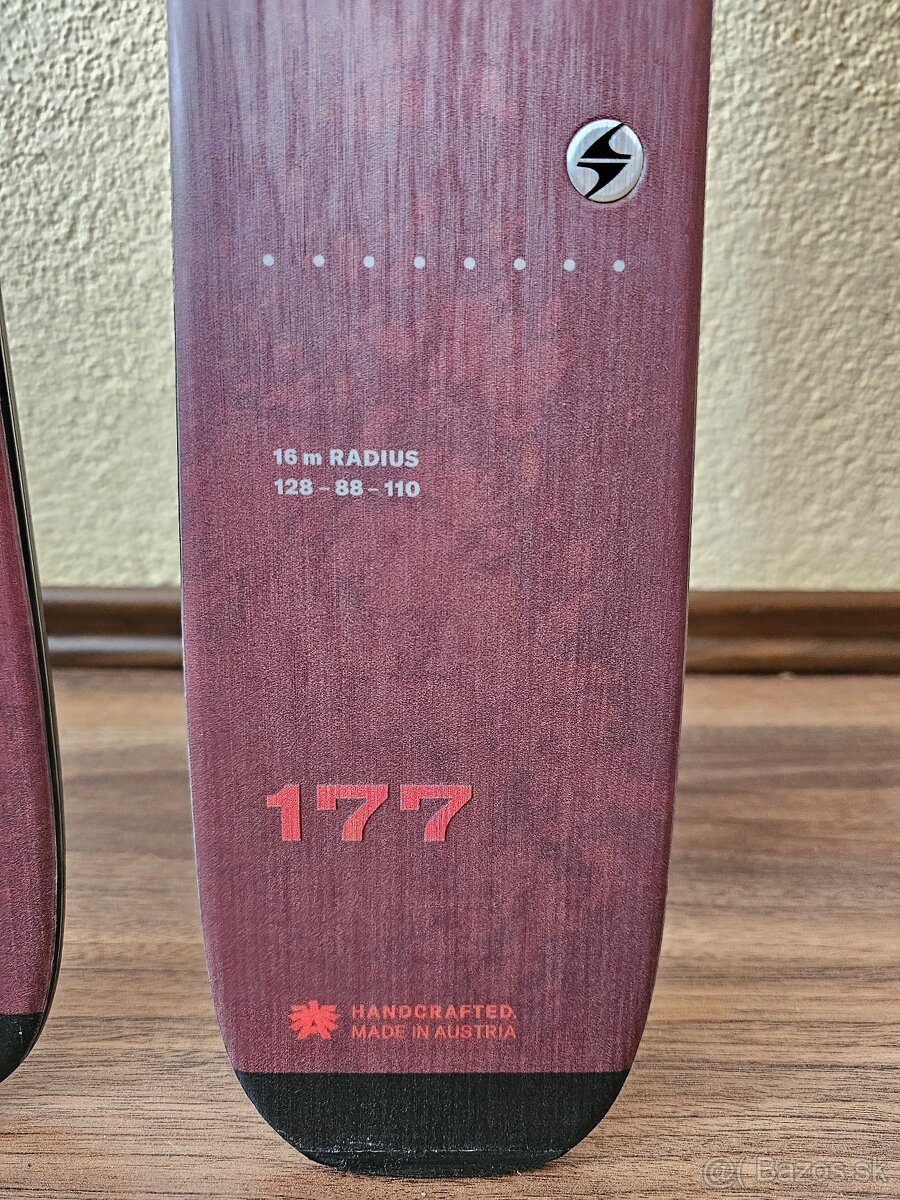 16 m RADIUS
128 – 88 – 110
177
HANDCRAFTED.
MADE IN AUSTRIA
@( Bazos.sk